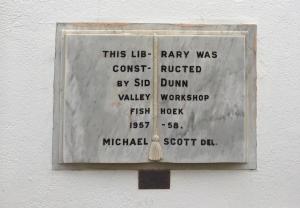 THIS LIB- RARY WAS
CONST- RUCTED
BY SID DUNN
VALLEY WORKSHOP
FISH HOEK
1957 -58.
MICHAEL SCOTT DEL.